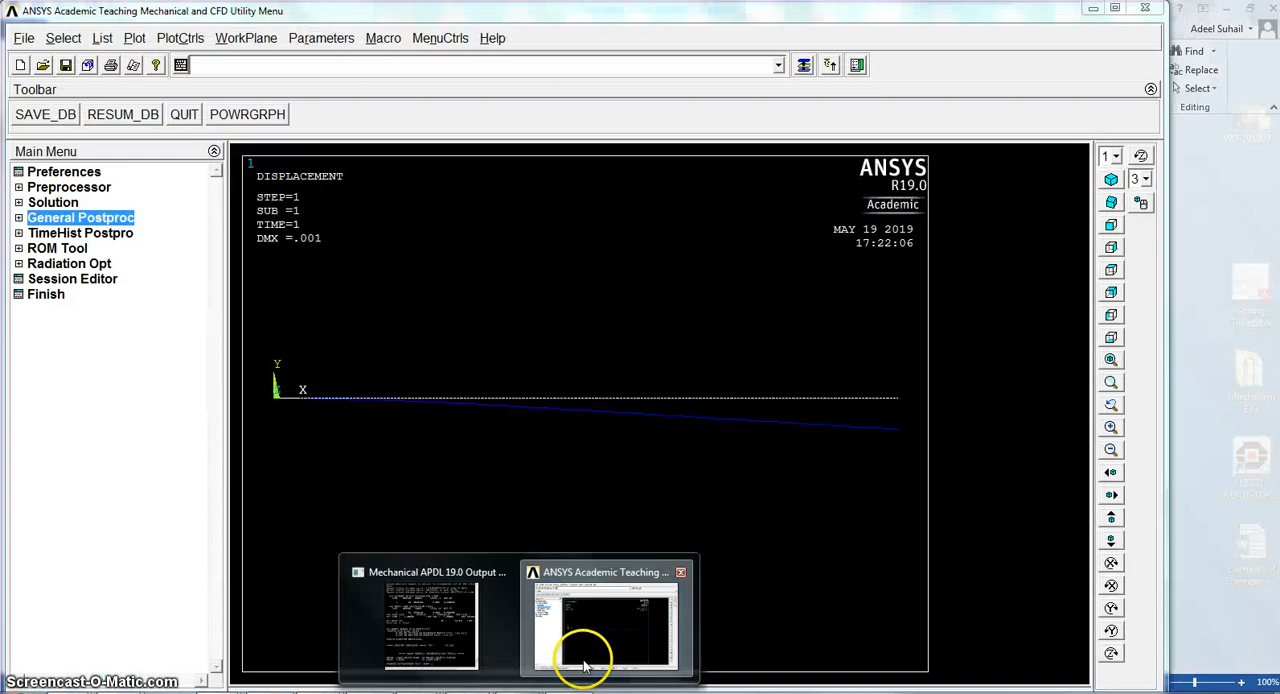 ANSYS Academic Teaching Mechanical and CFD Utility Menu
File Select List Plot PlotCtrls WorkPlane Parameters Macro MenuCtrls Help
Toolbar
SAVE_DB RESUM_DB QUIT POWRGRPH
Main Menu
Preferences
Preprocessor
Solution
General Postproc
TimeHist Postpro
ROM Tool
Radiation Opt
Session Editor
Finish
1
DISPLACEMENT
STEP=1
SUB =1
TIME=1
DMX =.001
ANSYS
R19.0
Academic
MAY 19 2019
17:22:06
Y
X
1
3
Mechanical APDL 19.0 Output ...
ANSYS Academic Teaching ...
Adeel Suhail
Find
Replace
Select
Editing
100%
Screencast-O-Matic.com